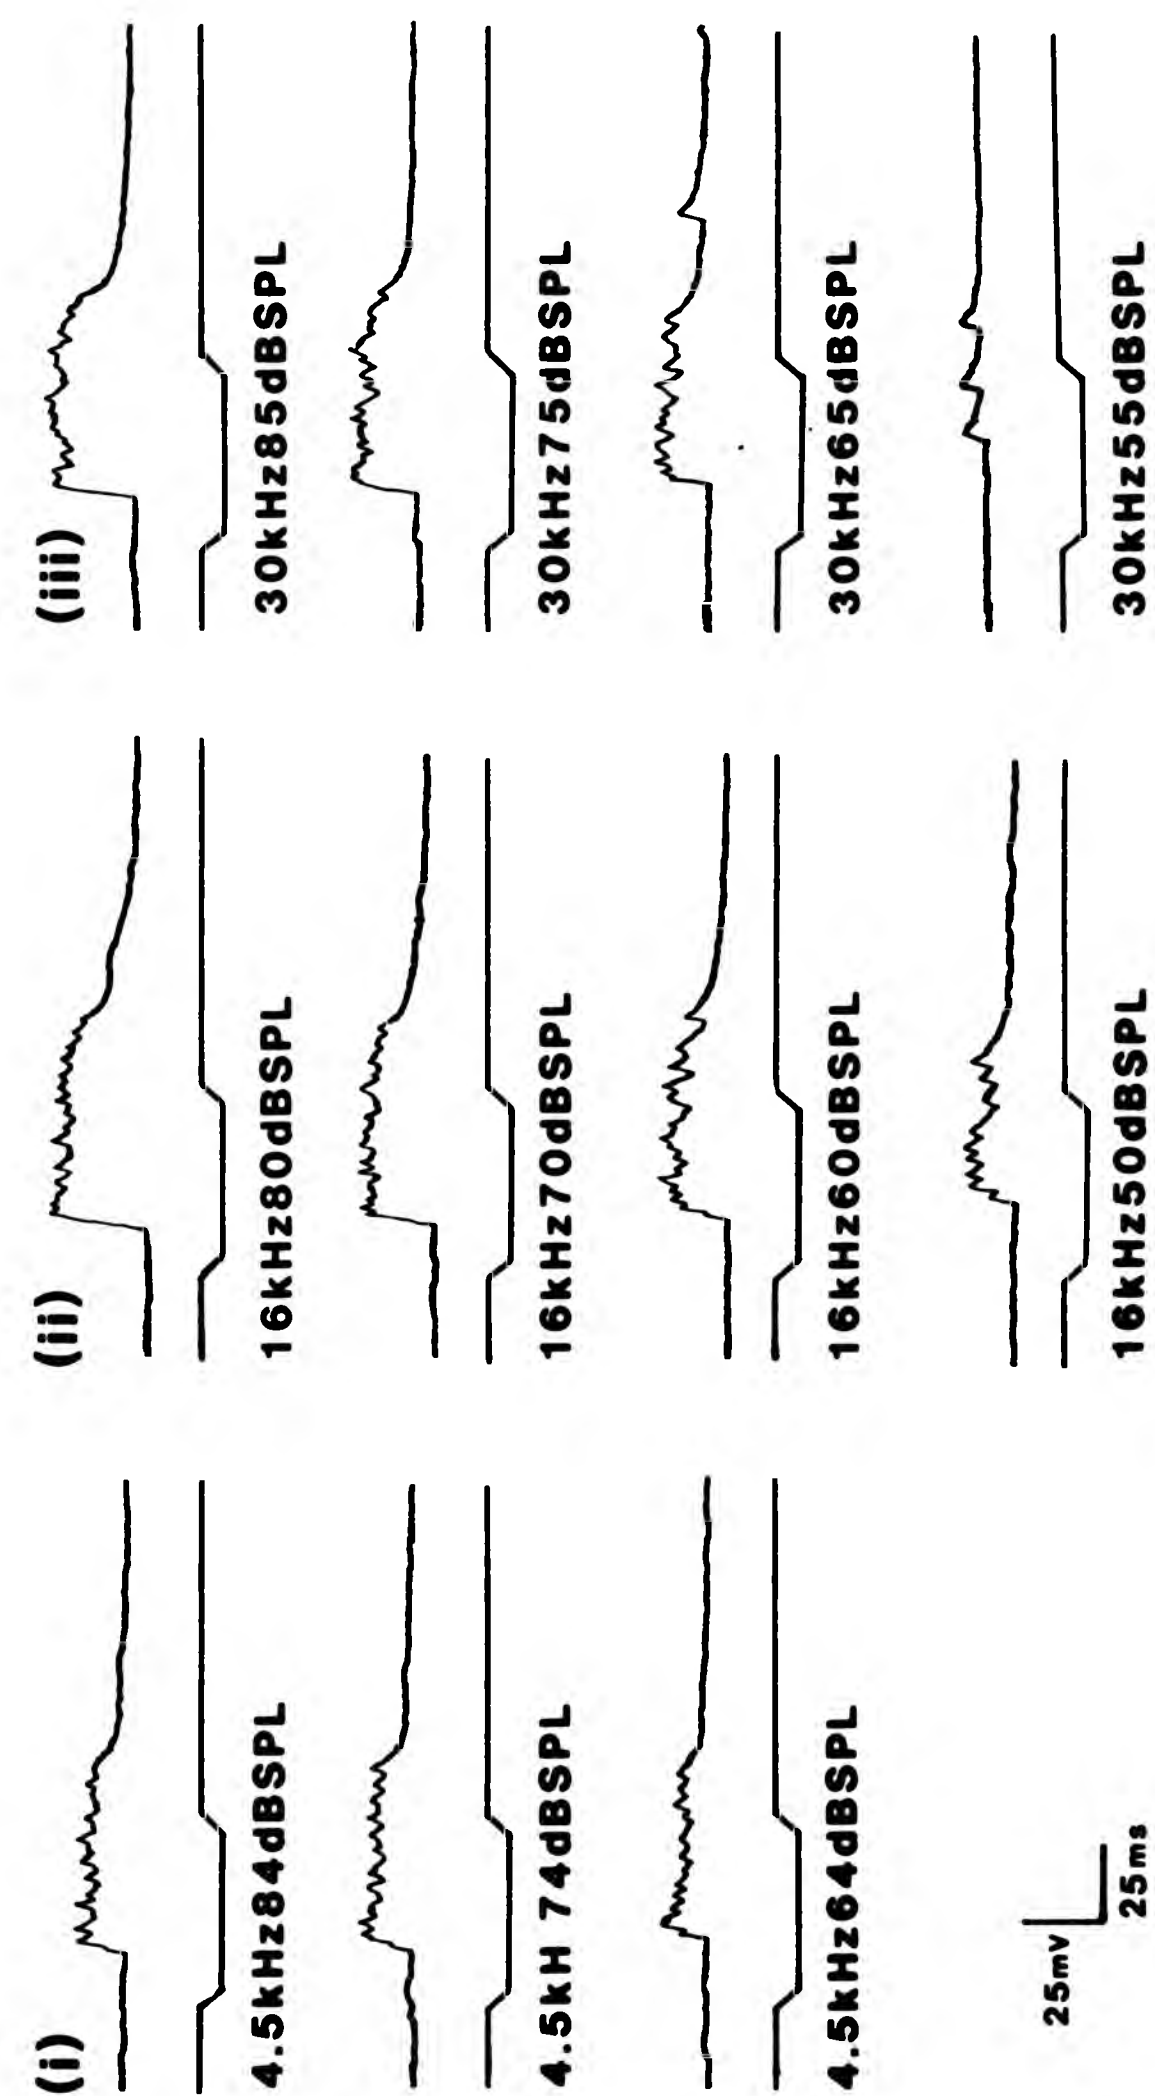 (i)
4.5kHz84dBSPL
4.5kH 74dBSPL
4.5kHz64dBSPL
25mV
25ms
(ii)
16kHz80dBSPL
16kHz70dBSPL
16kHz60dBSPL
16kHz50dBSPL
(iii)
30kHz85dBSPL
30kHz75dBSPL
30kHz65dBSPL
30kHz55dBSPL